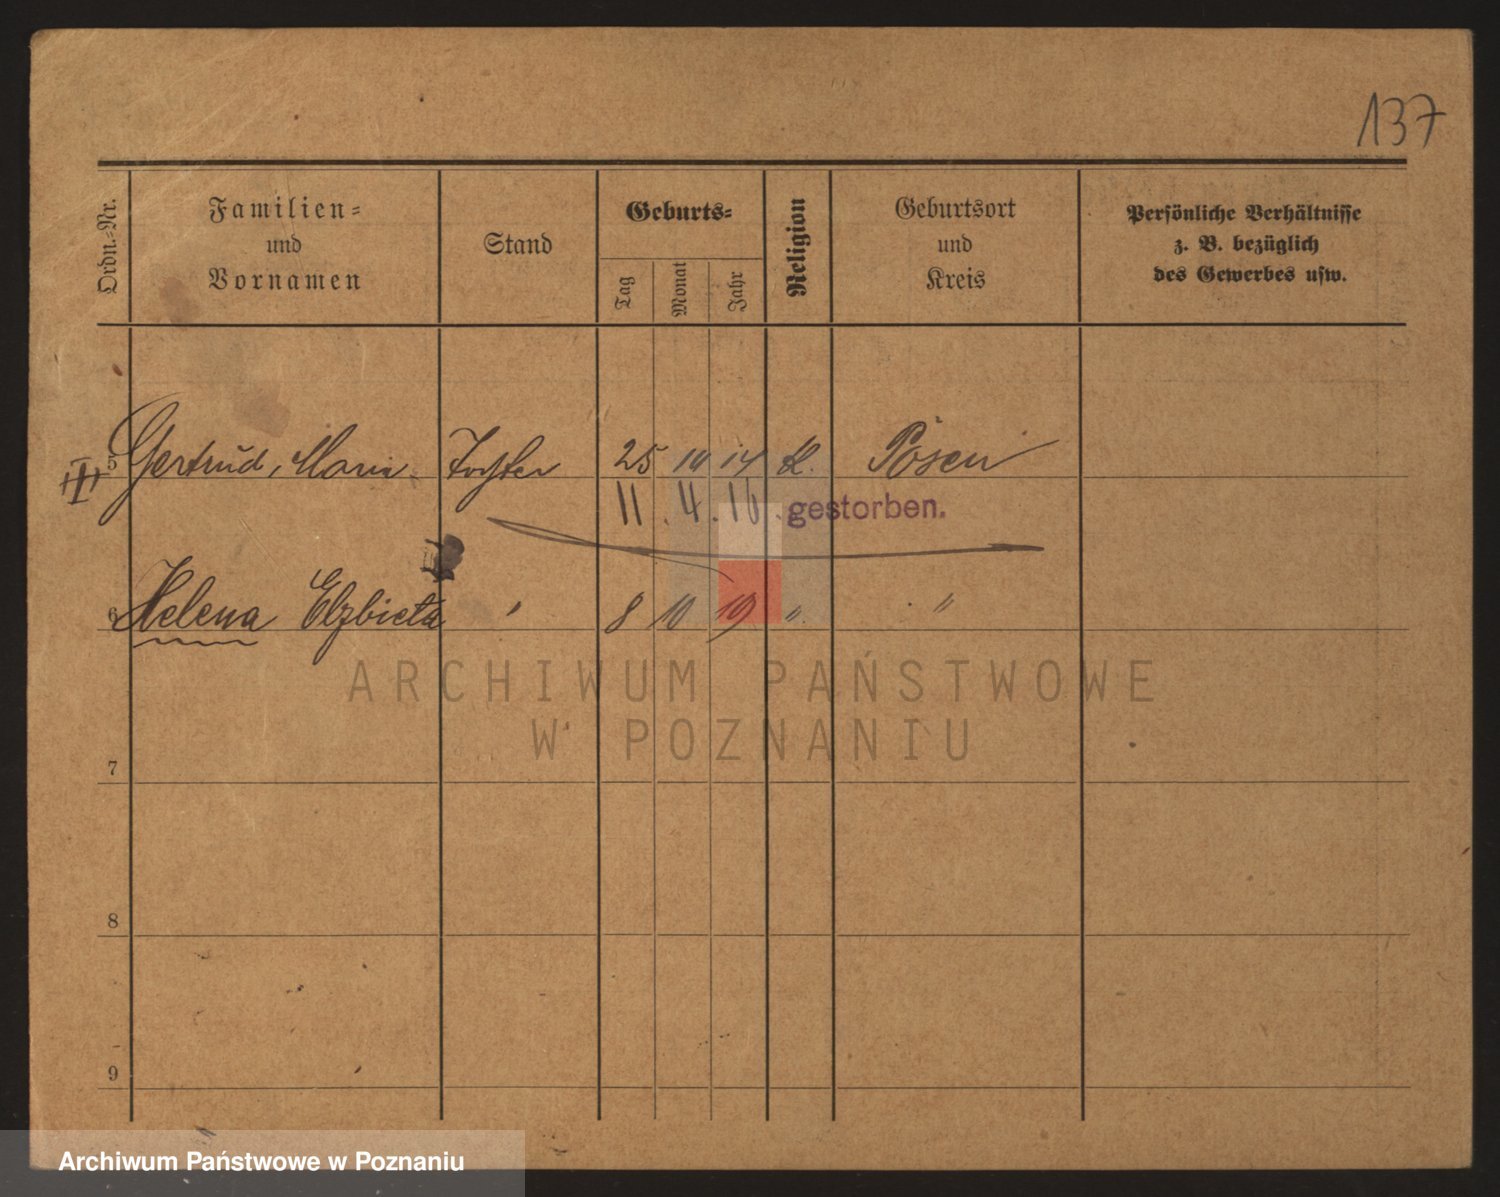 137
Ordn.-Nr.
Familien-
und
Vornamen
Stand
Geburts-
Tag
Monat
Jahr
Religion
Geburtsort
und
Kreis
Persönliche Verhältnisse
z. B. bezüglich
des Gewerbes usw.
III 5 Gertrud, Maria Tochter 25 10 14 k. Posen
11. 4. 16. gestorben.
6 Helena Elzbieta " 8 10 19 " "
ARCHIWUM PAŃSTWOWE
W POZNANIU
7
8
9
Archiwum Państwowe w Poznaniu